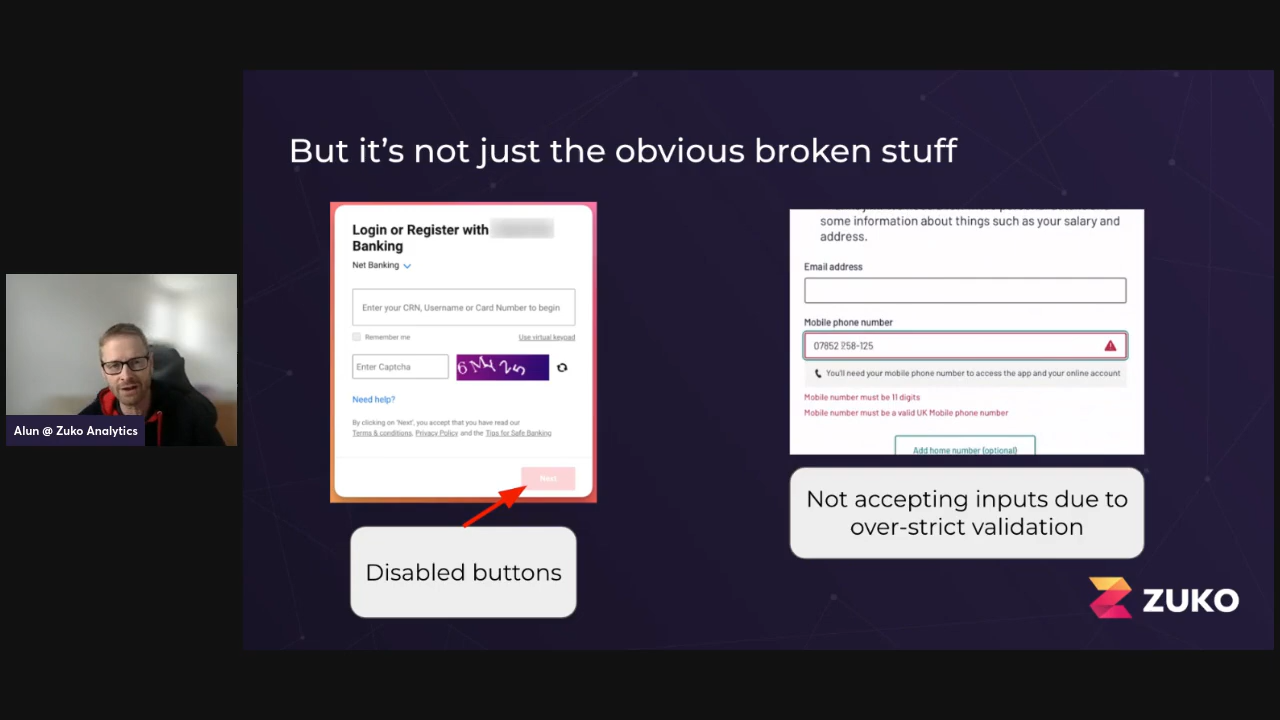 But it's not just the obvious broken stuff
Login or Register with
Banking
Net Banking
Enter your CRN, Username or Card Number to begin
Remember me
Use virtual keypad
Enter Captcha
Need help?
By clicking on 'Next', you accept that you have read our
Terms & conditions, Privacy Policy and the Tips for Safe Banking
Next
Disabled buttons
some information about things such as your salary and
address.
Email address
Mobile phone number
07852 258-125
You'll need your mobile phone number to access the app and your online account
Mobile number must be 11 digits
Mobile number must be a valid UK Mobile phone number
Add home number (optional)
Not accepting inputs due to
over-strict validation
ZUKO
Alun @ Zuko Analytics